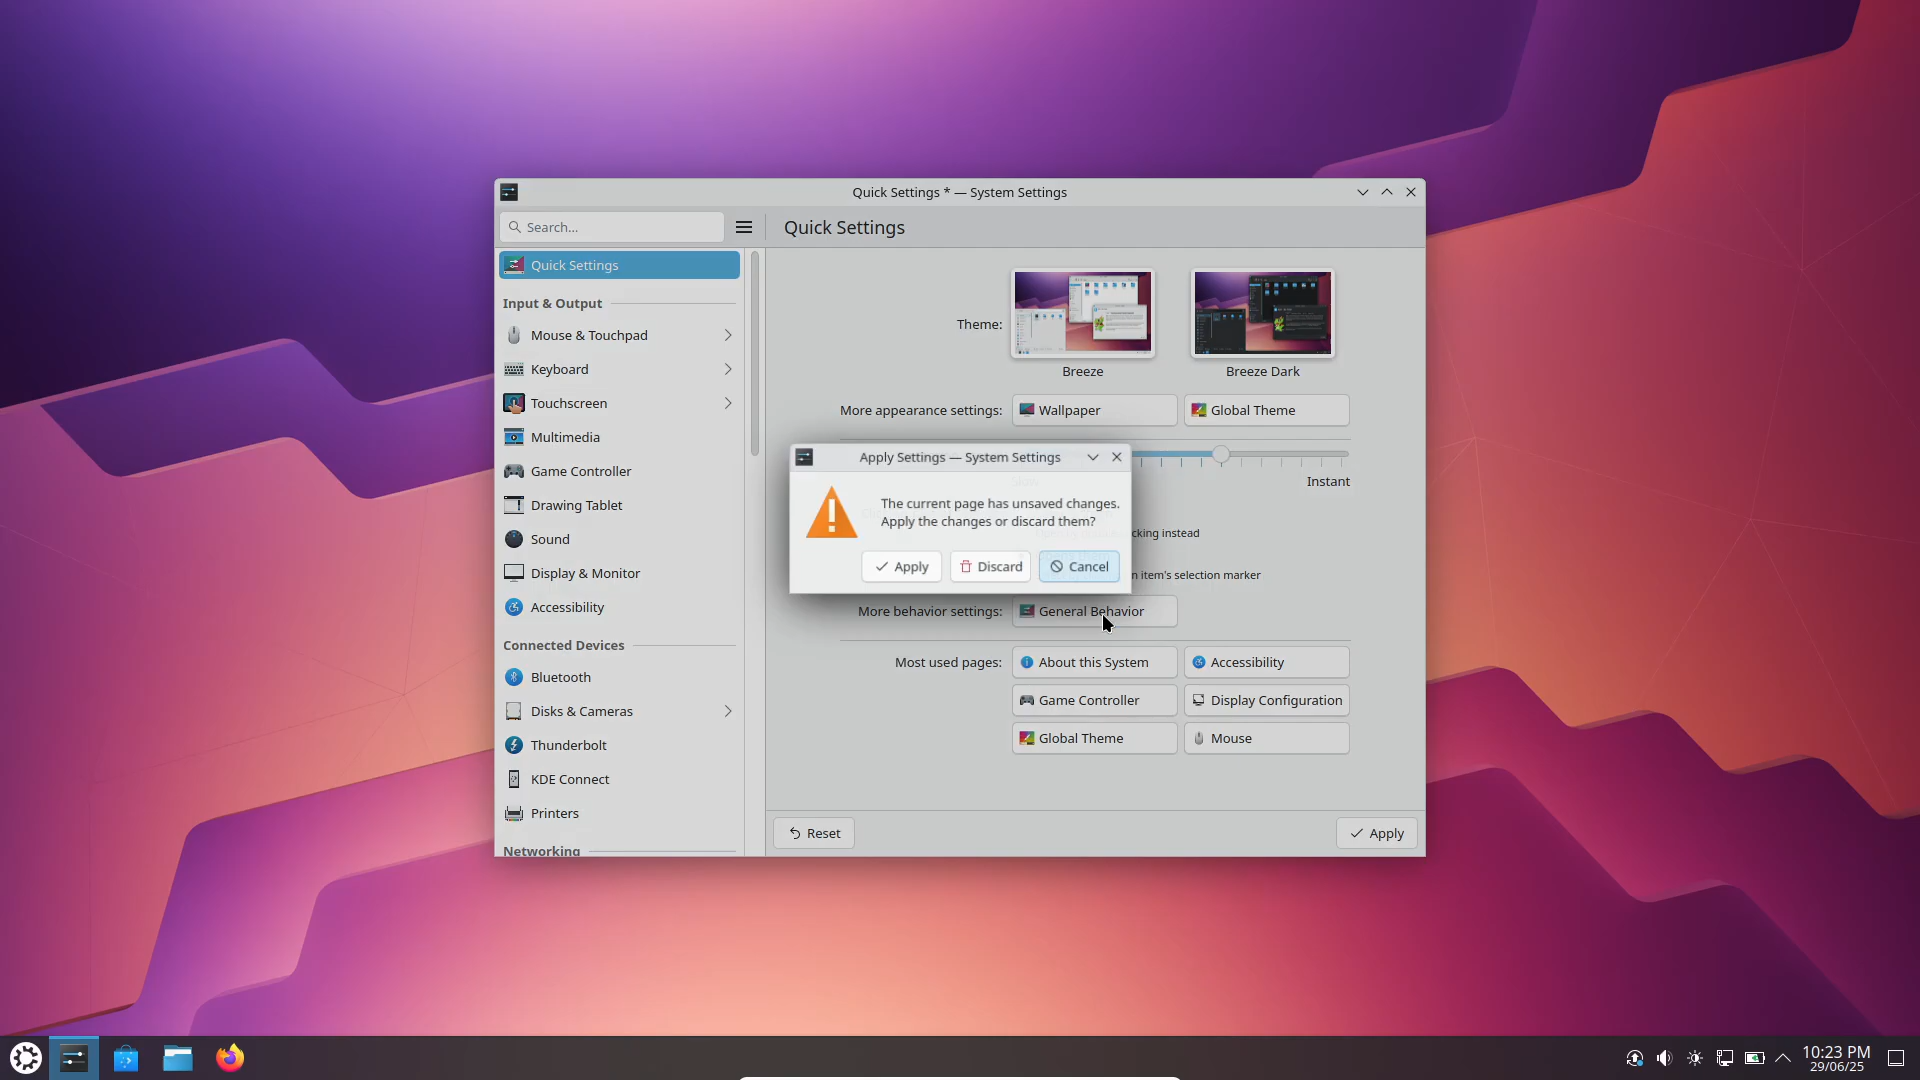 Quick Settings * — System Settings
Search...
Quick Settings
Quick Settings
Input & Output
Mouse & Touchpad
Keyboard
Touchscreen
Multimedia
Game Controller
Drawing Tablet
Sound
Display & Monitor
Accessibility
Connected Devices
Bluetooth
Disks & Cameras
Thunderbolt
KDE Connect
Printers
Networking
Theme:
Breeze
Breeze Dark
More appearance settings:
Wallpaper
Global Theme
Instant
Apply Settings — System Settings
The current page has unsaved changes.
Apply the changes or discard them?
Apply
Discard
Cancel
cking instead
n item's selection marker
More behavior settings:
General Behavior
Most used pages:
About this System
Accessibility
Game Controller
Display Configuration
Global Theme
Mouse
Reset
Apply
10:23 PM
29/06/25